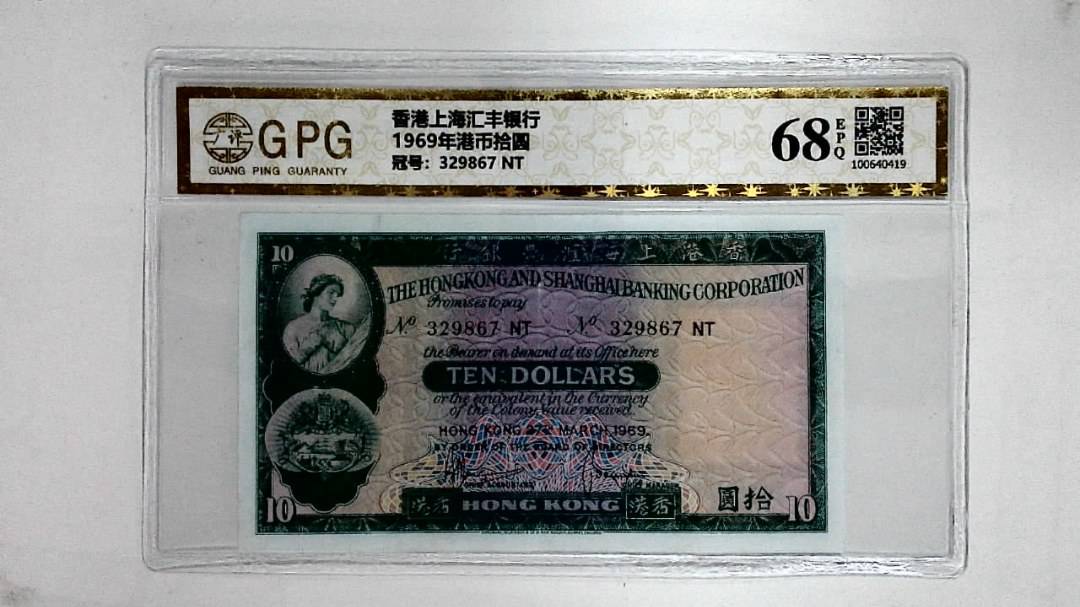 GPG
GUANG PING GUARANTY
香港上海汇丰银行
1969年港币拾圆
冠号: 329867 NT
68 EPQ
100640419
10
香港上海滙豐銀行
THE HONGKONG AND SHANGHAI BANKING CORPORATION
Promises to pay
Nº 329867 NT Nº 329867 NT
the Bearer on demand at its Office here
TEN DOLLARS
or the equivalent in the Currency
of the Colony, Value received.
HONG KONG 27TH MARCH 1969.
BY ORDER OF THE BOARD OF DIRECTORS
10 港香 HONG KONG 港香 圓拾 10